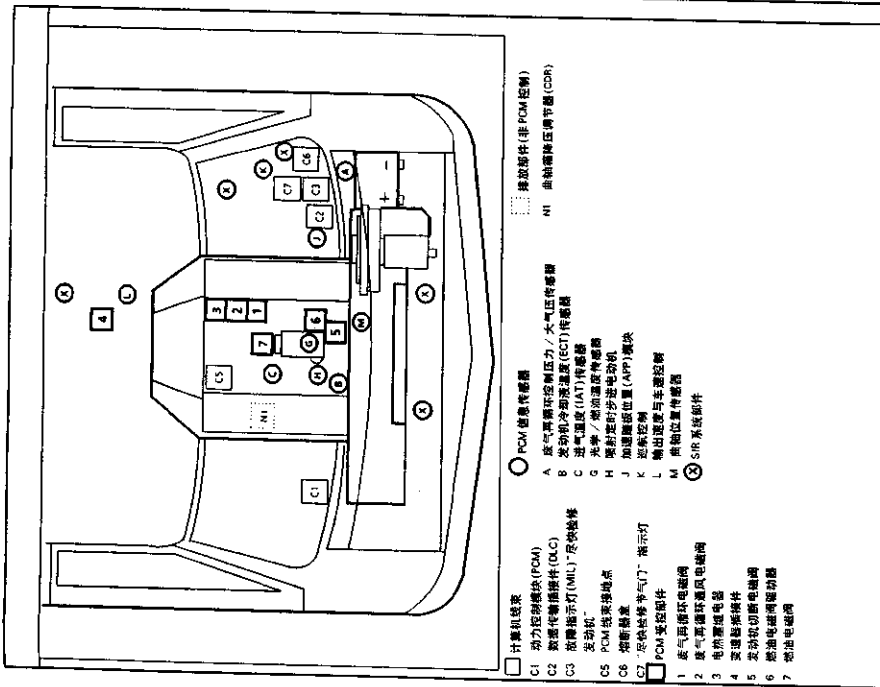 X
4
L
X
K
X
C7
C6
C3
C2
J
A
+
−
3
2
1
C5
7
6
5
G
C
H
B
M
N1
C1
X
X
计算机线束
C1 动力控制模块(PCM)
C2 数据传输插接件(DLC)
C3 故障指示灯(MIL)"尽快检修
发动机"
C5 PCM 线束接地点
C6 熔断器盒
C7 "尽快检修节气门"指示灯
PCM 受控部件
1 废气再循环电磁阀
2 废气再循环通风电磁阀
3 电热塞继电器
4 变速器插接件
5 发动机切断电磁阀
6 燃油电磁阀驱动器
7 燃油电磁阀
PCM 信息传感器
A 废气再循环控制压力/大气压传感器
B 发动机冷却液温度(ECT)传感器
C 进气温度(IAT)传感器
G 光学/燃油温度传感器
H 喷射定时步进电动机
J 加速踏板位置(APP)模块
K 巡航控制
L 输出速度与车速控制
M 曲轴位置传感器
X SIR 系统部件
排放部件(非 PCM 控制)
N1 曲轴箱降压调节器(CDR)